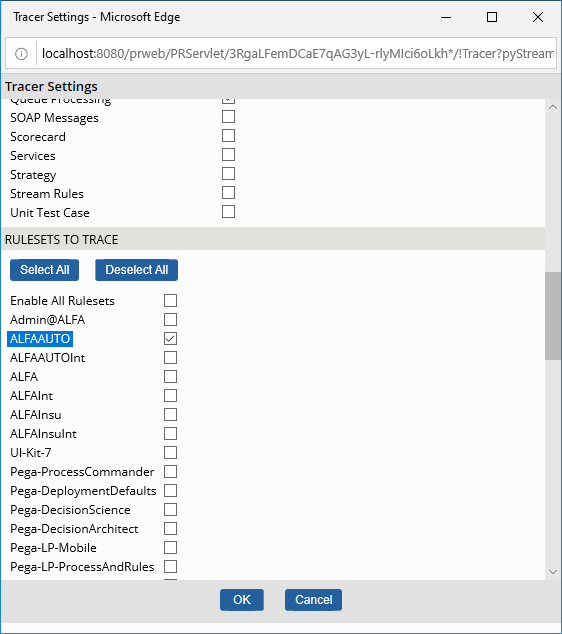 Tracer Settings - Microsoft Edge
localhost:8080/prweb/PRServlet/3RgaLFemDCaE7qAG3yL-rlyMIci6oLkh*/!Tracer?pyStream
Tracer Settings
Queue Processing
SOAP Messages
Scorecard
Services
Strategy
Stream Rules
Unit Test Case
RULESETS TO TRACE
Select All Deselect All
Enable All Rulesets
Admin@ALFA
ALFAAUTO
ALFAAUTOInt
ALFA
ALFAInt
ALFAInsu
ALFAInsuInt
UI-Kit-7
Pega-ProcessCommander
Pega-DeploymentDefaults
Pega-DecisionScience
Pega-DecisionArchitect
Pega-LP-Mobile
Pega-LP-ProcessAndRules
OK Cancel